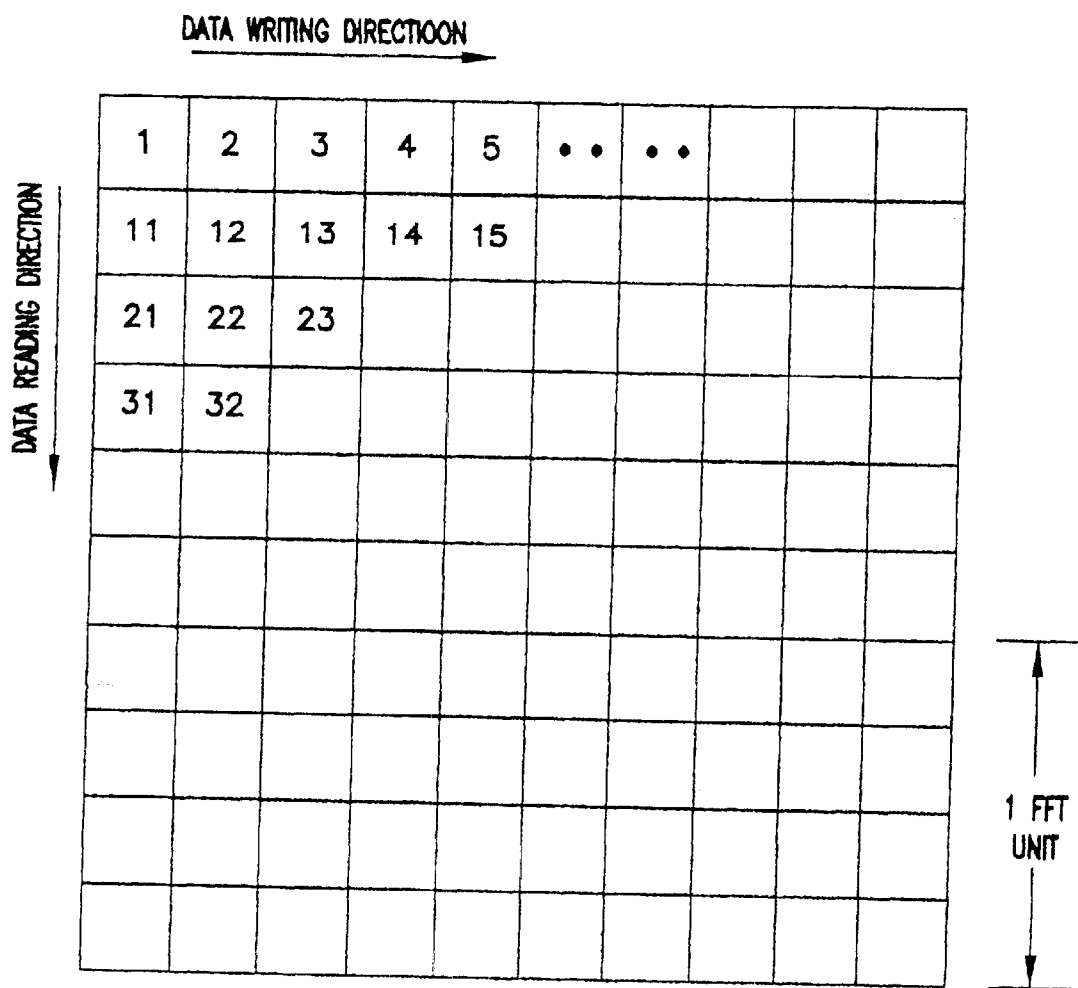 DATA WRITING DIRECTIOON
1 2 3 4 5 • • • •
11 12 13 14 15
21 22 23
31 32
DATA READING DIRECTION
1 FFT
UNIT